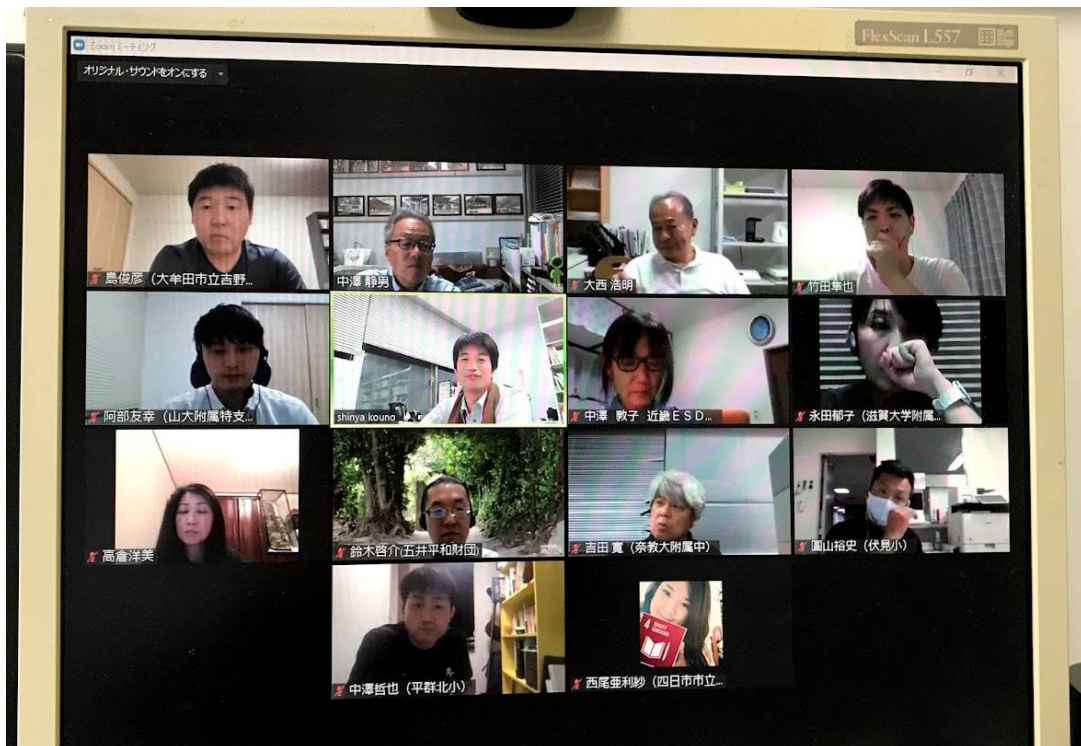 FlexScan L557
Zoom ミーティング
オリジナル・サウンドをオンにする
島俊彦（大牟田市立吉野...
中澤 静男
大西 浩明
竹田隼也
阿部友幸（山大附属特支...
shinya kouno
中澤 敦子 近畿ＥＳＤ...
永田郁子（滋賀大学附属...
高倉洋美
鈴木啓介(五井平和財団)
吉田 寛（奈教大附属中）
圓山裕史（伏見小）
中澤哲也（平群北小）
4 QUALITY EDUCATION
西尾亜利紗（四日市市立...